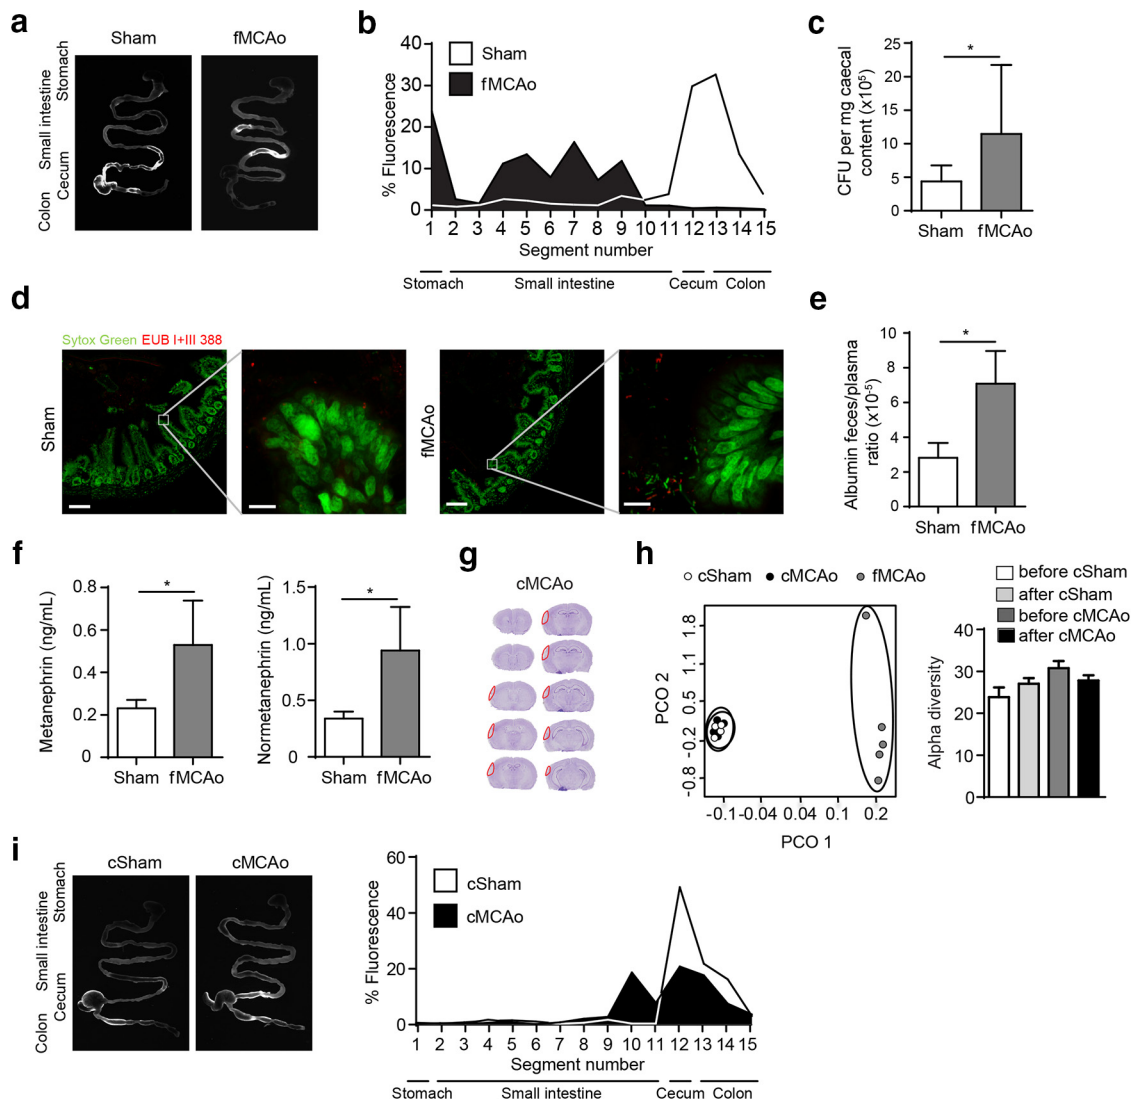 a
Sham
fMCAo
Stomach
Small intestine
Cecum
Colon
b
Sham
fMCAo
% Fluorescence
40
30
20
10
0
1 2 3 4 5 6 7 8 9 10 11 12 13 14 15
Segment number
Stomach
Small intestine
Cecum
Colon
c
CFU per mg caecal
content (x10⁵)
25
20
15
10
5
0
*
Sham
fMCAo
d
Sytox Green EUB I+III 388
Sham
fMCAo
e
Albumin feces/plasma
ratio (x10⁻⁵)
10
8
6
4
2
0
*
Sham
fMCAo
f
Metanephrin (ng/mL)
0.8
0.6
0.4
0.2
0
*
Sham
fMCAo
Normetanephrin (ng/mL)
1.5
1.0
0.5
0
*
Sham
fMCAo
g
cMCAo
h
cSham
cMCAo
fMCAo
PCO 2
1.8
1.1
0.5
-0.2
-0.8
-0.1 -0.04 0.04 0.1 0.2
PCO 1
before cSham
after cSham
before cMCAo
after cMCAo
Alpha diversity
40
30
20
10
0
i
cSham
cMCAo
Stomach
Small intestine
Cecum
Colon
cSham
cMCAo
% Fluorescence
60
40
20
0
1 2 3 4 5 6 7 8 9 10 11 12 13 14 15
Segment number
Stomach
Small intestine
Cecum
Colon